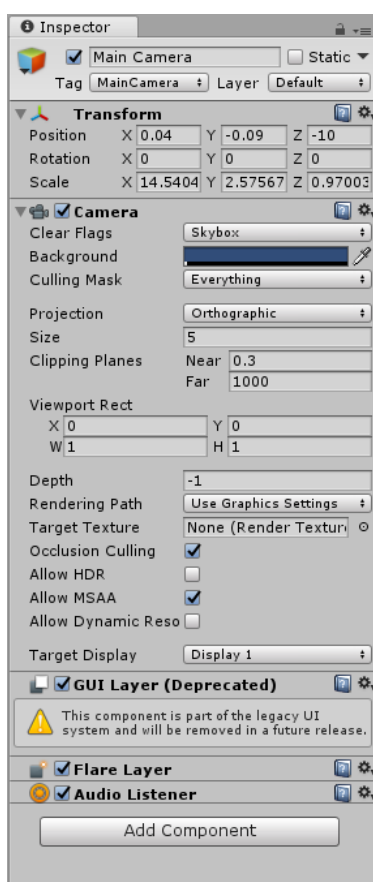 Inspector
Main Camera Static
Tag MainCamera Layer Default
Transform
Position X 0.04 Y -0.09 Z -10
Rotation X 0 Y 0 Z 0
Scale X 14.5404 Y 2.57567 Z 0.97003
Camera
Clear Flags Skybox
Background
Culling Mask Everything
Projection Orthographic
Size 5
Clipping Planes Near 0.3
Far 1000
Viewport Rect
X 0 Y 0
W 1 H 1
Depth -1
Rendering Path Use Graphics Settings
Target Texture None (Render Textur
Occlusion Culling
Allow HDR
Allow MSAA
Allow Dynamic Reso
Target Display Display 1
GUI Layer (Deprecated)
This component is part of the legacy UI
system and will be removed in a future release.
Flare Layer
Audio Listener
Add Component